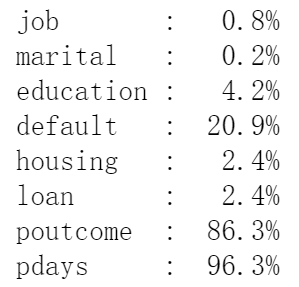 job       :   0.8%
marital   :   0.2%
education :   4.2%
default   :  20.9%
housing   :   2.4%
loan      :   2.4%
poutcome  :  86.3%
pdays     :  96.3%